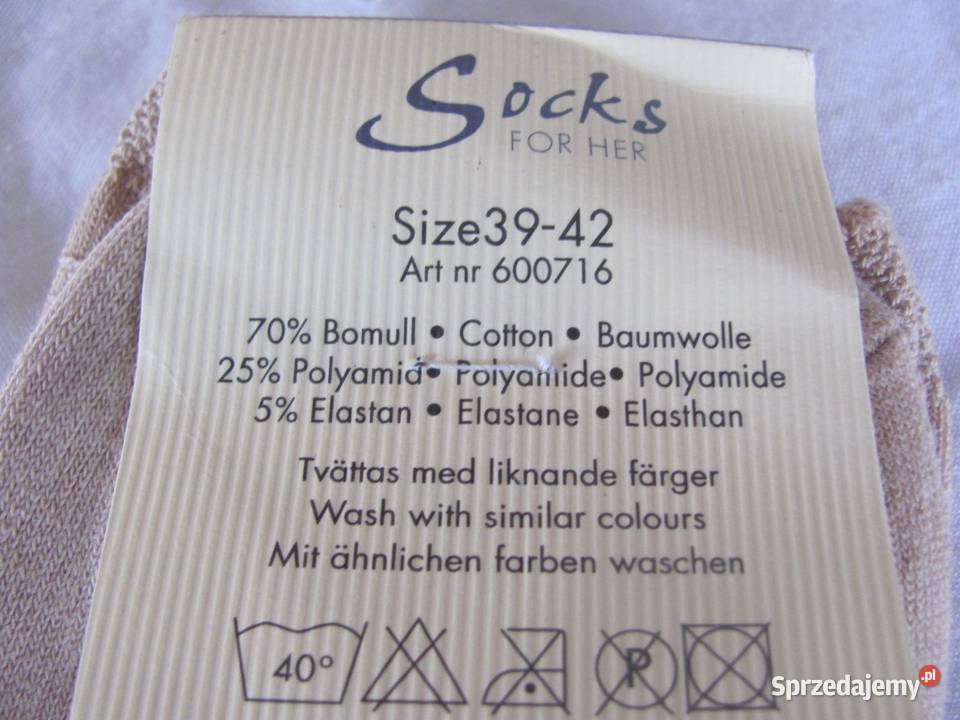 Socks
FOR HER
Size39-42
Art nr 600716
70% Bomull • Cotton • Baumwolle
25% Polyamid • Polyamide • Polyamide
5% Elastan • Elastane • Elasthan
Tvättas med liknande färger
Wash with similar colours
Mit ähnlichen farben waschen
40°
P
Sprzedajemy.pl